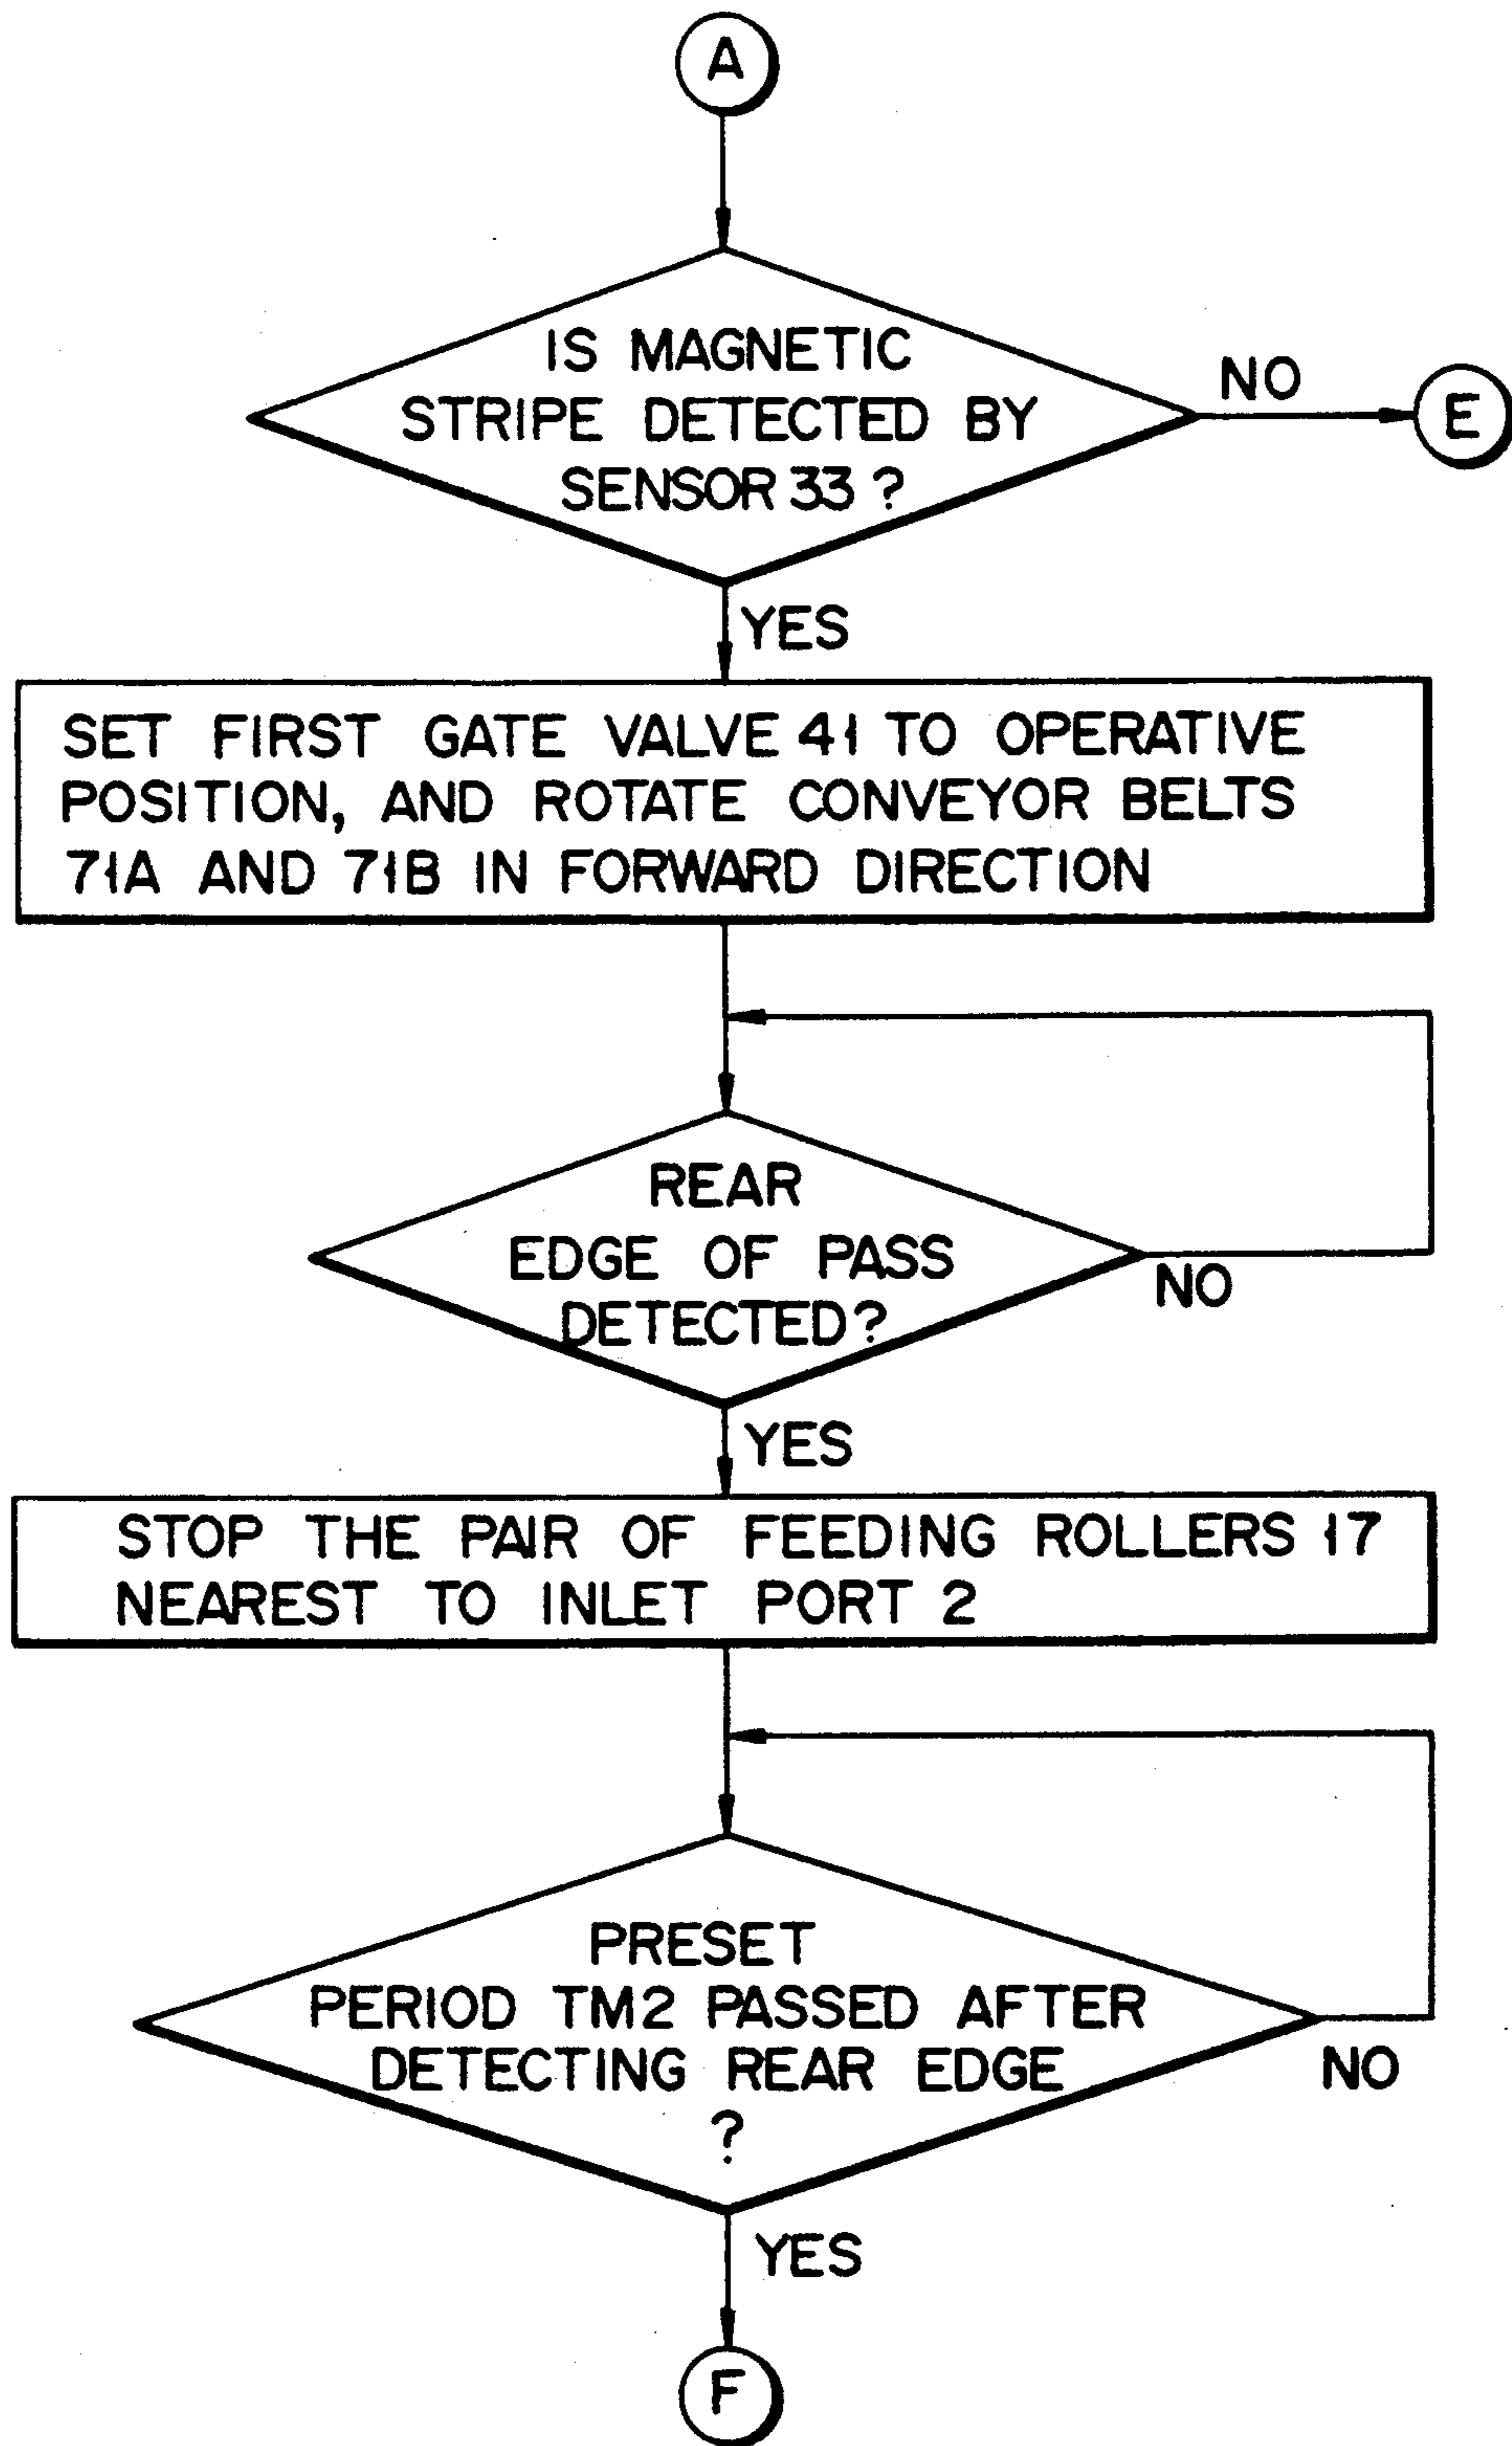 A
IS MAGNETIC
STRIPE DETECTED BY
SENSOR 33 ?
NO
E
YES
SET FIRST GATE VALVE 41 TO OPERATIVE
POSITION, AND ROTATE CONVEYOR BELTS
71A AND 71B IN FORWARD DIRECTION
REAR
EDGE OF PASS
DETECTED?
NO
YES
STOP THE PAIR OF FEEDING ROLLERS 17
NEAREST TO INLET PORT 2
PRESET
PERIOD TM2 PASSED AFTER
DETECTING REAR EDGE
?
NO
YES
F